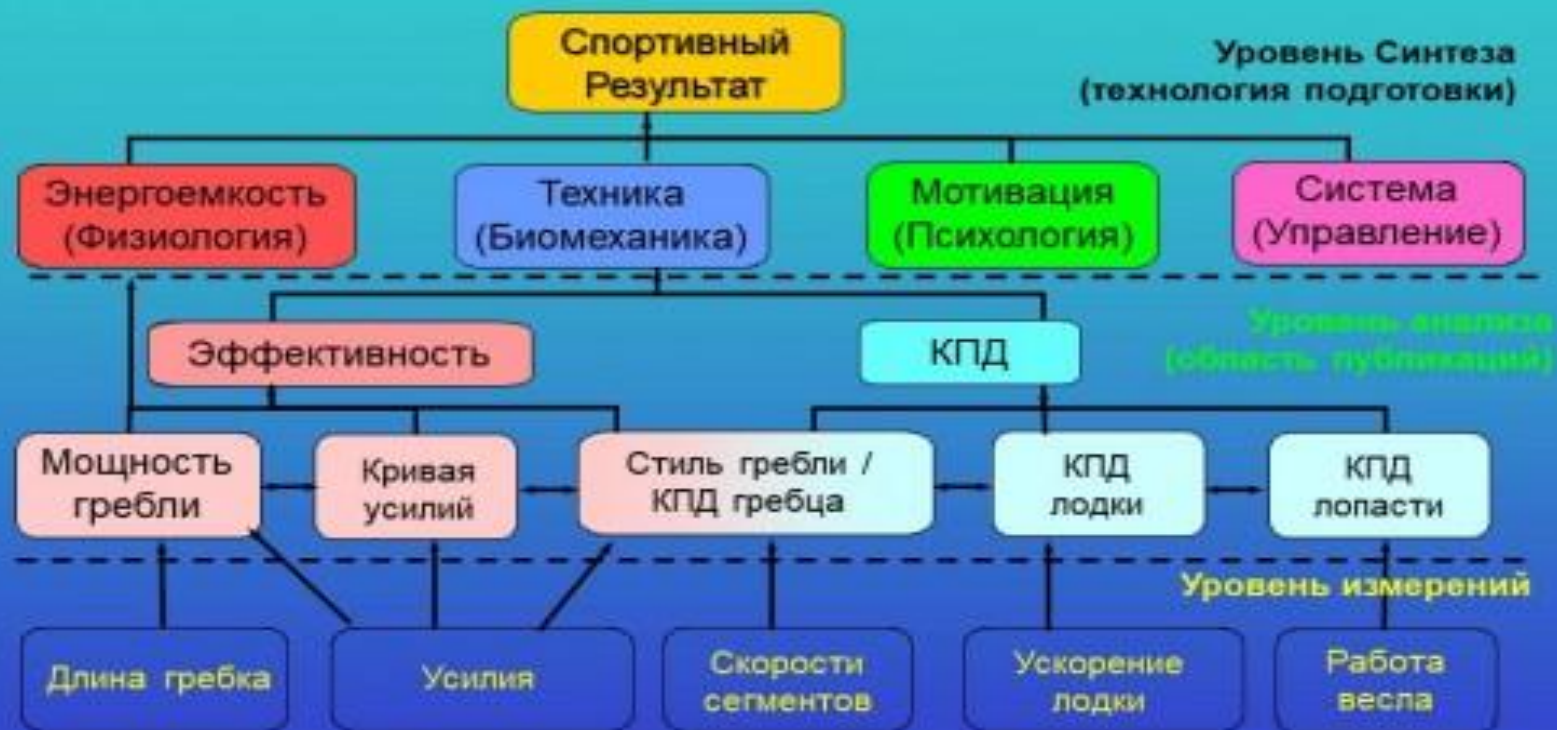 Спортивный
Результат
Уровень Синтеза
(технология подготовки)
Энергоемкость
(Физиология)
Техника
(Биомеханика)
Мотивация
(Психология)
Система
(Управление)
Эффективность
КПД
Уровень анализа
(область публикаций)
Мощность
гребли
Кривая
усилий
Стиль гребли /
КПД гребца
КПД
лодки
КПД
лопасти
Уровень измерений
Длина гребка
Усилия
Скорости
сегментов
Ускорение
лодки
Работа
весла